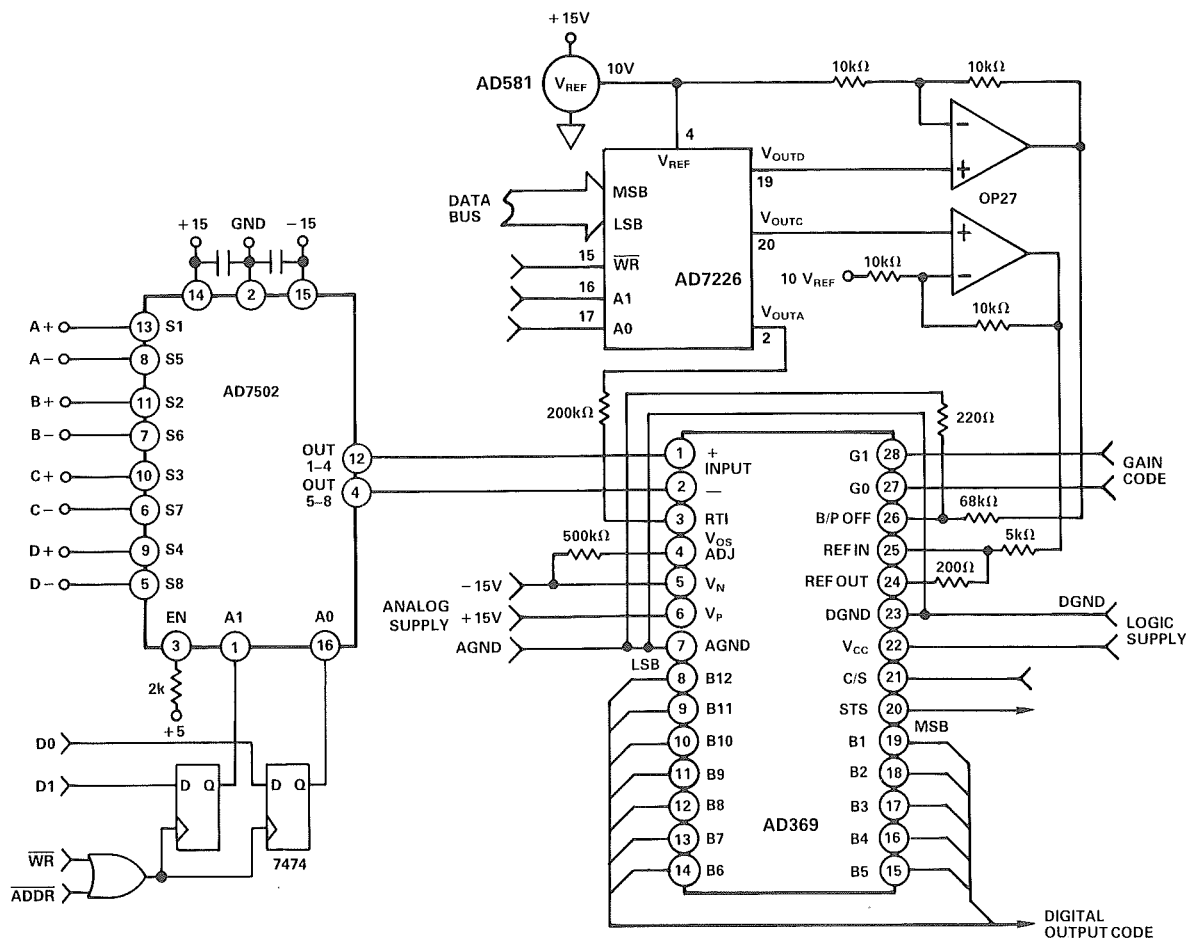 +15V
AD581
VREF
10V
10kΩ
10kΩ
4
VREF
MSB
LSB
DATA
BUS
15
WR
16
A1
17
A0
AD7226
VOUTD
19
VOUTC
20
VOUTA
2
−
+
OP27
+
−
10 VREF
10kΩ
10kΩ
+15
GND
−15
14
2
15
A+
13
S1
A−
8
S5
B+
11
S2
B−
7
S6
C+
10
S3
C−
6
S7
D+
9
S4
D−
5
S8
AD7502
OUT
1–4
12
OUT
5–8
4
EN
A1
A0
3
1
16
2k
+5
D0
D1
D Q
D Q
7474
WR
ADDR
200kΩ
220Ω
68kΩ
5kΩ
200Ω
500kΩ
−15V
ANALOG
SUPPLY
+15V
AGND
1
+
INPUT
2
—
3
RTI
4
VOS
ADJ
5
VN
6
VP
7
AGND
LSB
8
B12
9
B11
10
B10
11
B9
12
B8
13
B7
14
B6
AD369
G1
28
G0
27
GAIN
CODE
B/P OFF
26
REF IN
25
REF OUT
24
DGND
23
DGND
LOGIC
SUPPLY
VCC
22
C/S
21
STS
20
MSB
B1
19
B2
18
B3
17
B4
16
B5
15
DIGITAL
OUTPUT CODE